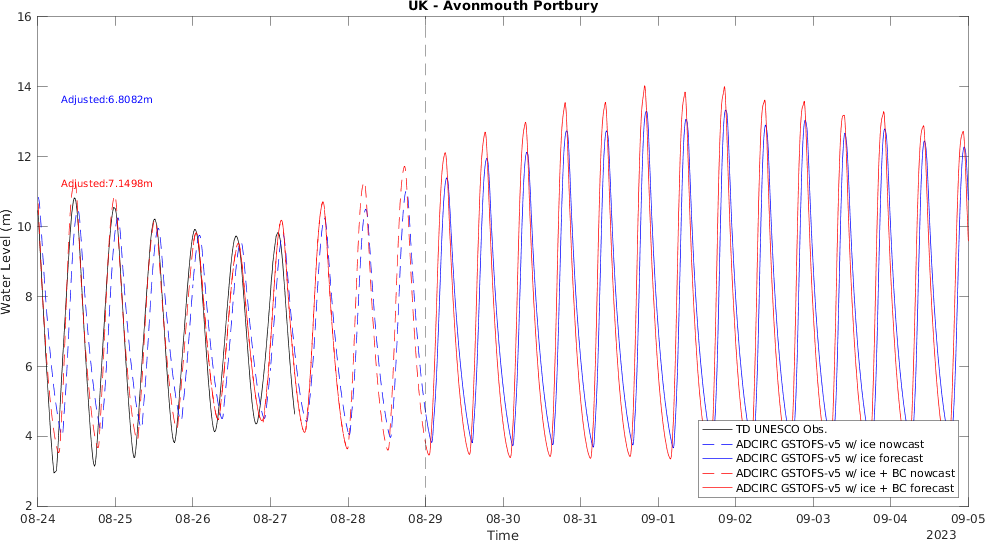 UK - Avonmouth Portbury
16
14
12
10
8
6
4
2
Water Level (m)
Adjusted:6.8082m
Adjusted:7.1498m
TD UNESCO Obs.
ADCIRC GSTOFS-v5 w/ ice nowcast
ADCIRC GSTOFS-v5 w/ ice forecast
ADCIRC GSTOFS-v5 w/ ice + BC nowcast
ADCIRC GSTOFS-v5 w/ ice + BC forecast
08-24 08-25 08-26 08-27 08-28 08-29 08-30 08-31 09-01 09-02 09-03 09-04 09-05
Time
2023